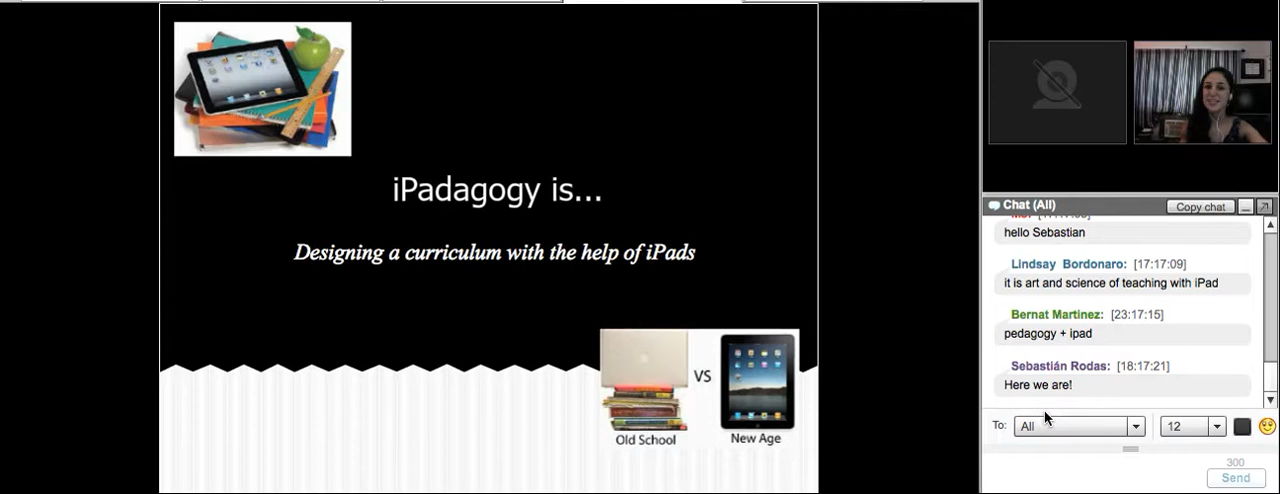 iPadagogy is...
Designing a curriculum with the help of iPads
VS
Old School
New Age
Chat (All)
Copy chat
hello Sebastian
Lindsay Bordonaro: [17:17:09]
it is art and science of teaching with iPad
Bernat Martinez: [23:17:15]
pedagogy + ipad
Sebastián Rodas: [18:17:21]
Here we are!
To: All
12
300
Send